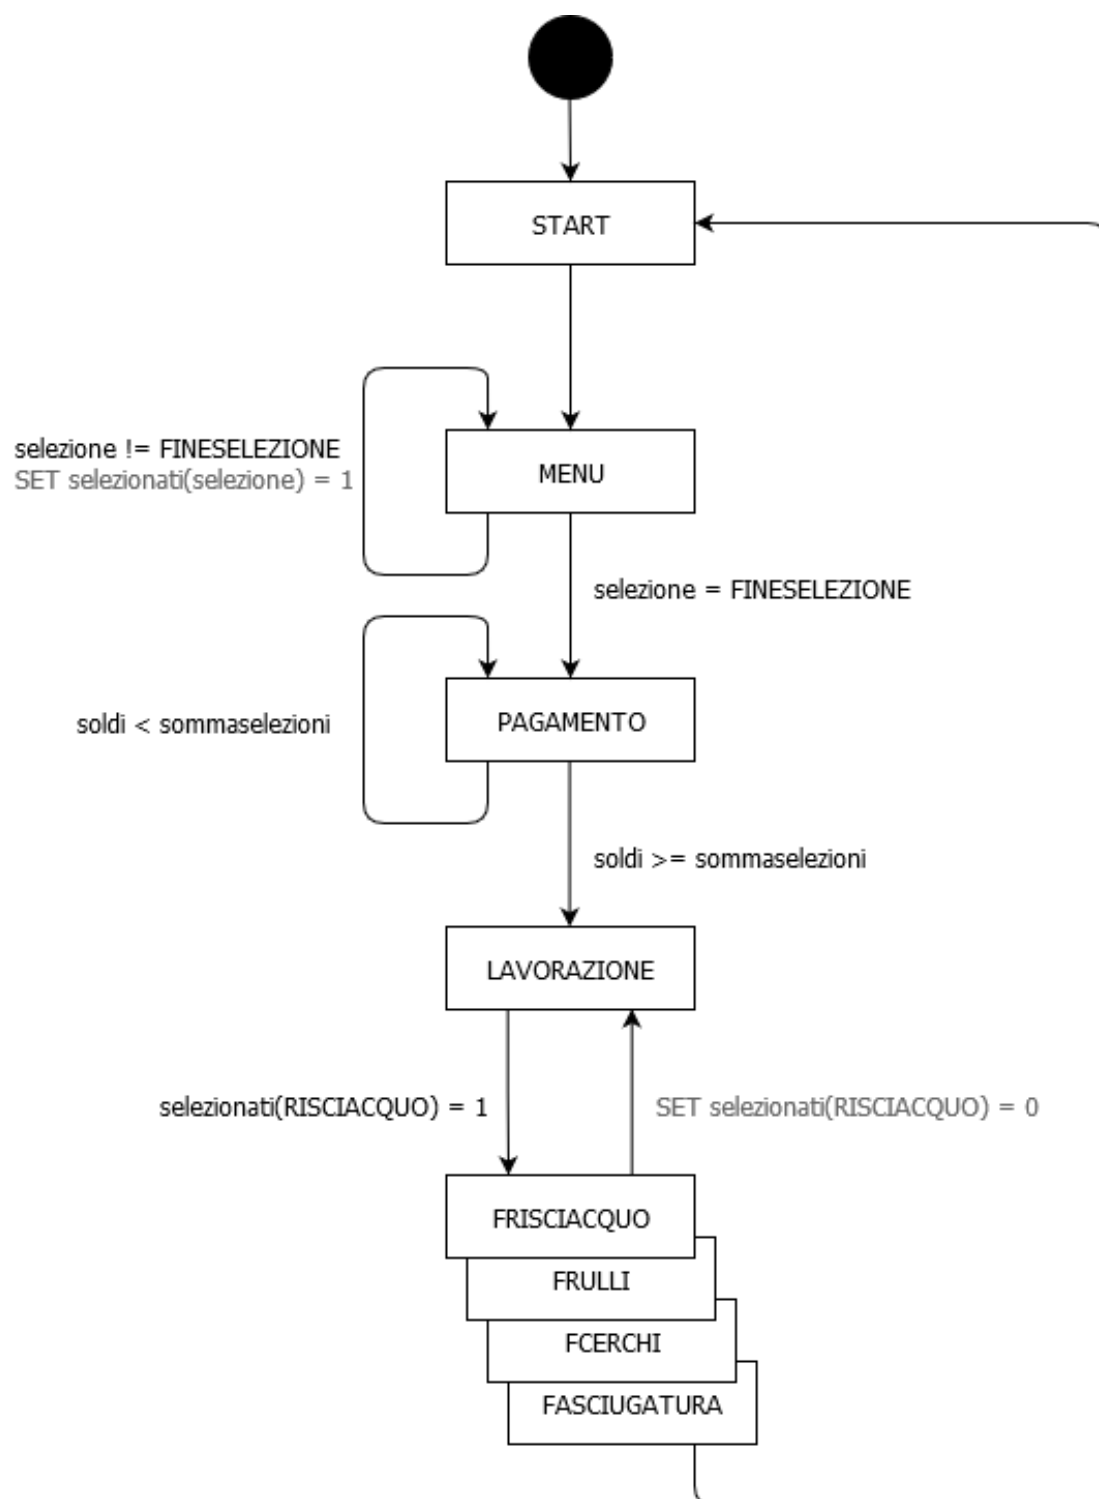 START
selezione != FINESELEZIONE
SET selezionati(selezione) = 1
MENU
selezione = FINESELEZIONE
soldi < sommaselezioni
PAGAMENTO
soldi >= sommaselezioni
LAVORAZIONE
selezionati(RISCIACQUO) = 1
SET selezionati(RISCIACQUO) = 0
FRISCIACQUO
FRULLI
FCERCHI
FASCIUGATURA